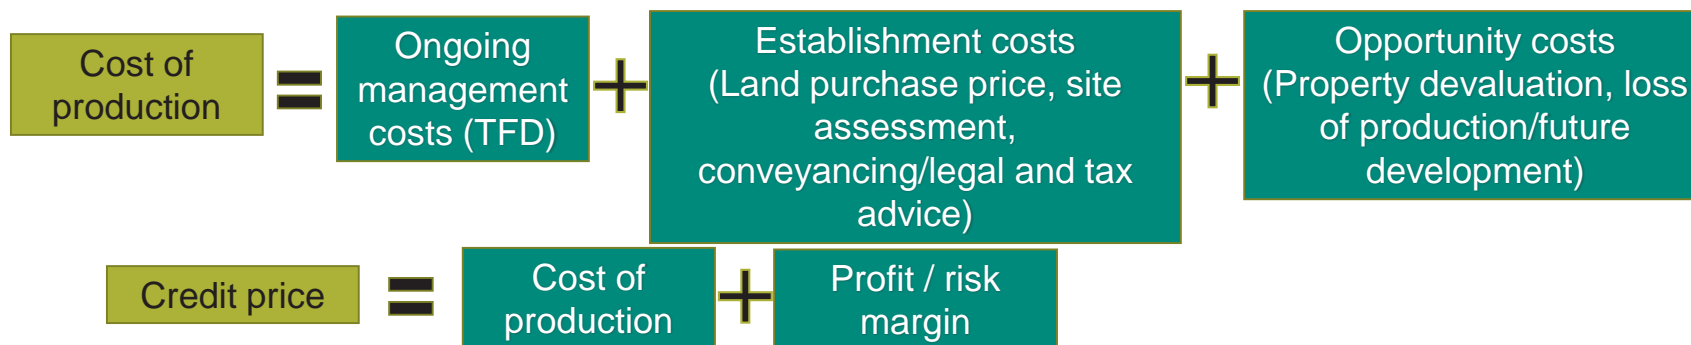 Cost of
production
=
Ongoing
management
costs (TFD)
+
Establishment costs
(Land purchase price, site
assessment,
conveyancing/legal and tax
advice)
+
Opportunity costs
(Property devaluation, loss
of production/future
development)
Credit price
=
Cost of
production
+
Profit / risk
margin